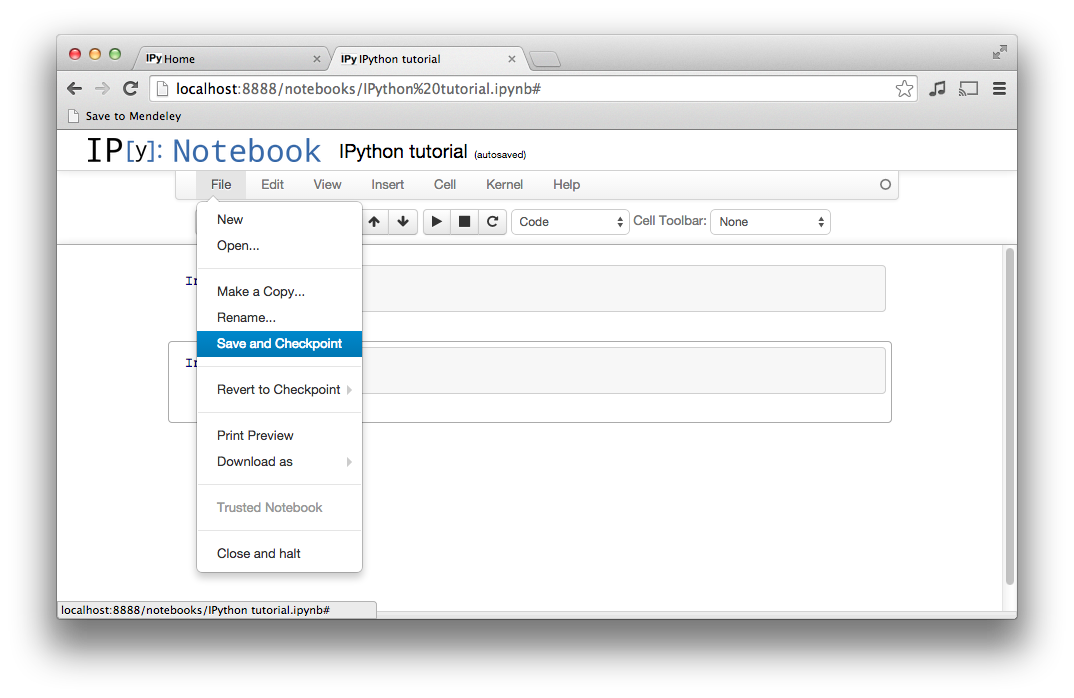 IPy Home
IPy IPython tutorial
localhost:8888/notebooks/IPython%20tutorial.ipynb#
Save to Mendeley
IP[y]: Notebook IPython tutorial (autosaved)
File Edit View Insert Cell Kernel Help
Code Cell Toolbar: None
New
Open...
In
Make a Copy...
Rename...
Save and Checkpoint
In
Revert to Checkpoint
Print Preview
Download as
Trusted Notebook
Close and halt
localhost:8888/notebooks/IPython tutorial.ipynb#